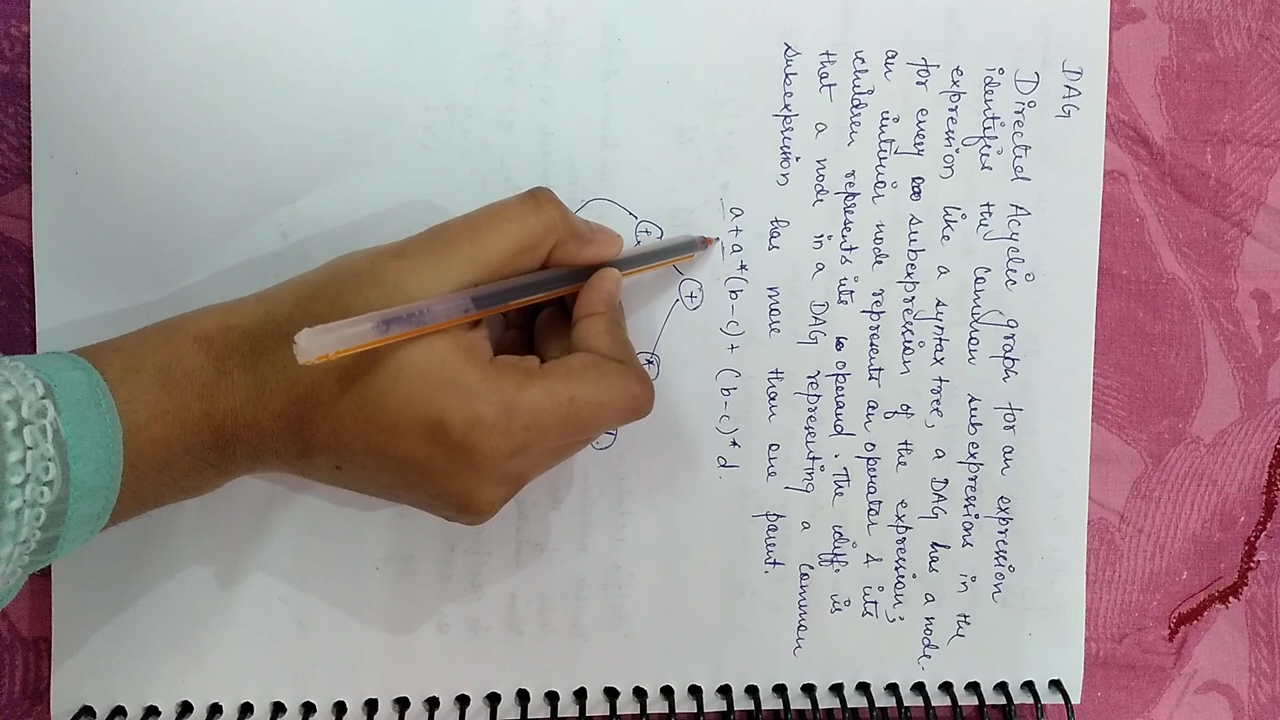 DAG
Directed Acyclic graph for an expression
identifies the common subexpressions in the
expression, like a syntax tree, a DAG has a node
for every subexpression of the expression;
an interior node represents an operator & its
children represents its operand. The diff. is
that a node in a DAG representing a common
subexpression has more than one parent.
a+a*(b-c)+(b-c)*d.
+
+ *